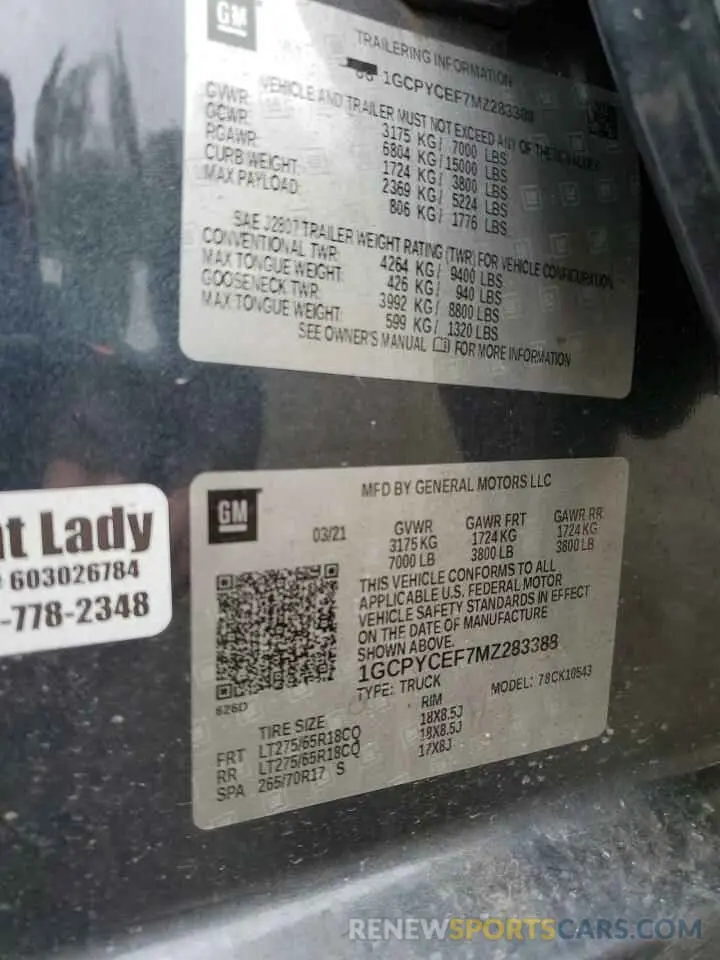 GM
TRAILERING INFORMATION
1GCPYCEF7MZ283388
VEHICLE AND TRAILER MUST NOT EXCEED ANY OF THE
GVWR: 3175 KG/ 7000 LBS
GCWR: 6804 KG/ 15000 LBS
RGAWR: 1724 KG/ 3800 LBS
CURB WEIGHT: 2369 KG/ 5224 LBS
MAX PAYLOAD: 806 KG/ 1776 LBS
SAE J2807 TRAILER WEIGHT RATING (TWR) FOR VEHICLE CONFIGURATION
CONVENTIONAL TWR: 4264 KG/ 9400 LBS
MAX TONGUE WEIGHT: 426 KG/ 940 LBS
GOOSENECK TWR: 3992 KG/ 8800 LBS
MAX TONGUE WEIGHT: 599 KG/ 1320 LBS
SEE OWNER'S MANUAL FOR MORE INFORMATION
GM
MFD BY GENERAL MOTORS LLC
03/21 GVWR GAWR FRT GAWR RR
3175 KG 1724 KG 1724 KG
7000 LB 3800 LB 3800 LB
THIS VEHICLE CONFORMS TO ALL
APPLICABLE U.S. FEDERAL MOTOR
VEHICLE SAFETY STANDARDS IN EFFECT
ON THE DATE OF MANUFACTURE
SHOWN ABOVE.
1GCPYCEF7MZ283388
TYPE: TRUCK MODEL: 78CK10543
626D
TIRE SIZE RIM
FRT LT275/65R18CQ 18X8.5J
RR LT275/65R18CQ 18X8.5J
SPA 265/70R17 S 17X8J
t Lady
603026784
-778-2348
RENEWSPORTSCARS.COM